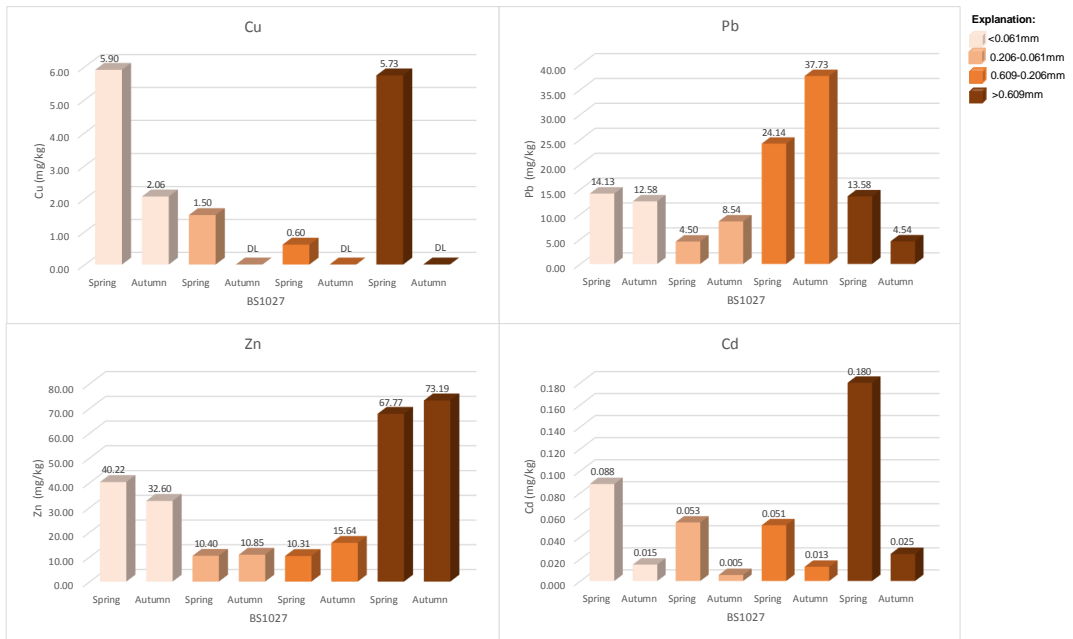 Cu
Cu (mg/kg)
6.00
5.00
4.00
3.00
2.00
1.00
0.00
5.90
2.06
1.50
DL
0.60
DL
5.73
DL
Spring Autumn Spring Autumn Spring Autumn Spring Autumn
BS1027
Pb
Pb (mg/kg)
40.00
35.00
30.00
25.00
20.00
15.00
10.00
5.00
0.00
14.13
12.58
4.50
8.54
24.14
37.73
13.58
4.54
Spring Autumn Spring Autumn Spring Autumn Spring Autumn
BS1027
Explanation:
<0.061mm
0.206-0.061mm
0.609-0.206mm
>0.609mm
Zn
Zn (mg/kg)
80.00
70.00
60.00
50.00
40.00
30.00
20.00
10.00
0.00
40.22
32.60
10.40
10.85
10.31
15.64
67.77
73.19
Spring Autumn Spring Autumn Spring Autumn Spring Autumn
BS1027
Cd
Cd (mg/kg)
0.180
0.160
0.140
0.120
0.100
0.080
0.060
0.040
0.020
0.000
0.088
0.015
0.053
0.005
0.051
0.013
0.180
0.025
Spring Autumn Spring Autumn Spring Autumn Spring Autumn
BS1027